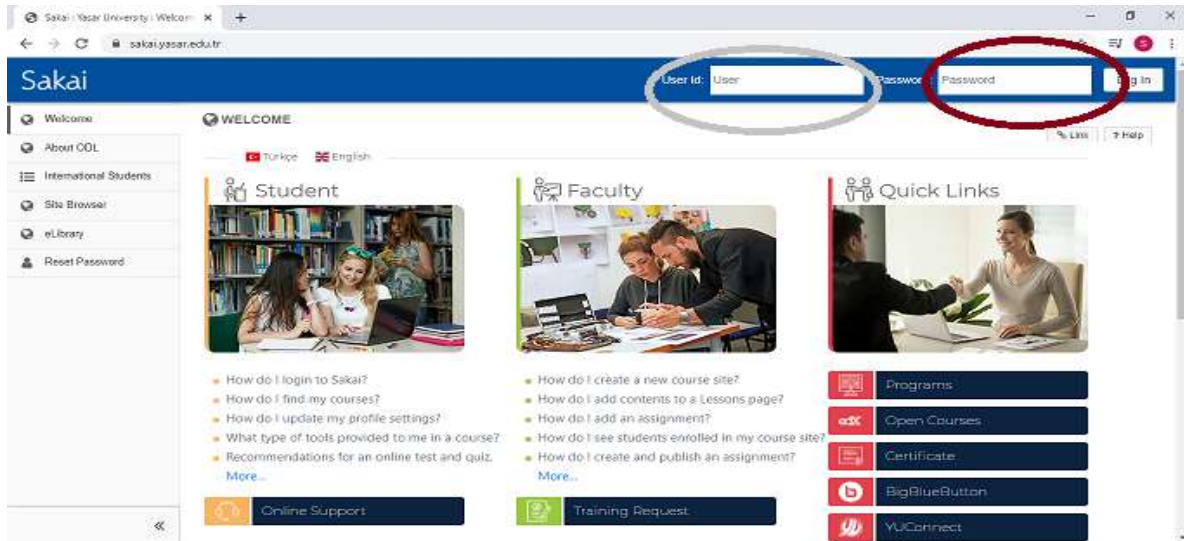 Sakai : Yasar University : Welcom
sakai.yasar.edu.tr
Sakai
User Id: User
Password Password
Log In
Welcome
About ODL
International Students
Site Browser
eLibrary
Reset Password
WELCOME
Link
? Help
Türkçe English
Student
How do I login to Sakai?
How do I find my courses?
How do I update my profile settings?
What type of tools provided to me in a course?
Recommendations for an online test and quiz.
More...
Online Support
Faculty
How do I create a new course site?
How do I add contents to a Lessons page?
How do I add an assignment?
How do I see students enrolled in my course site?
How do I create and publish an assignment?
More...
Training Request
Quick Links
Programs
edX
Open Courses
Certificate
BigBlueButton
YUConnect